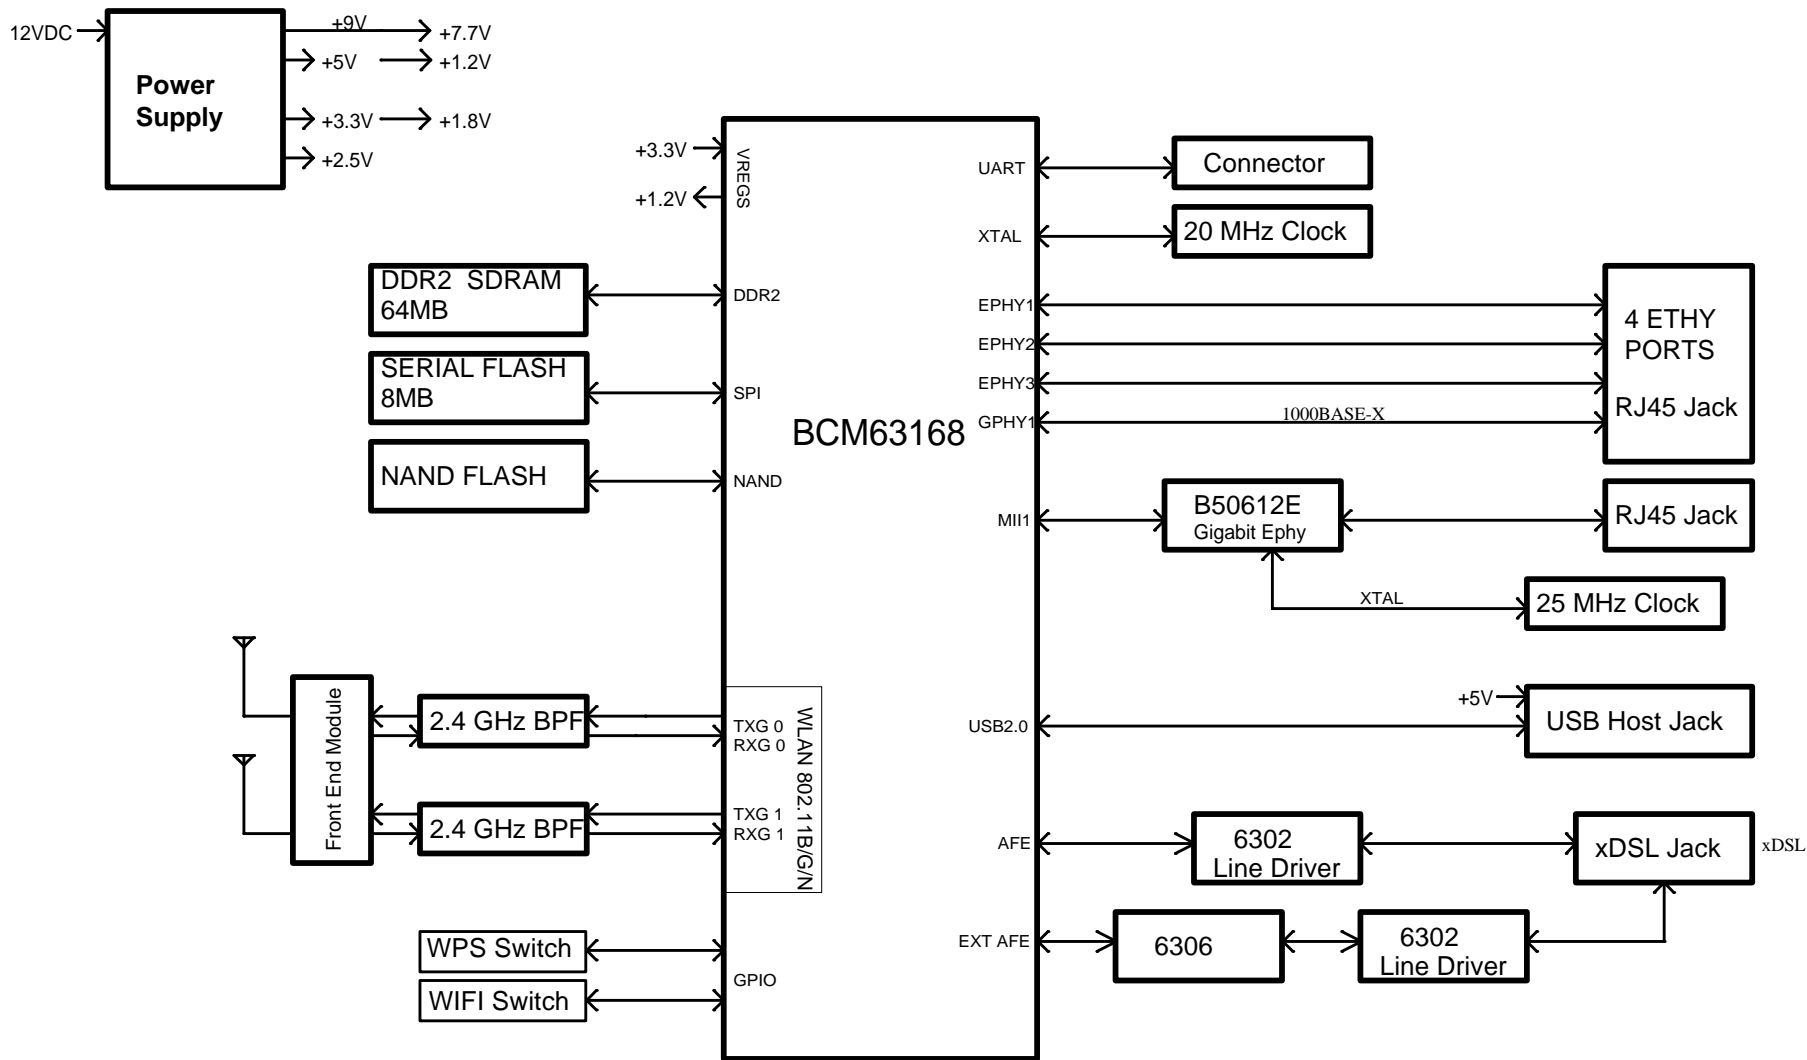 12VDC
Power
Supply
+9V
+7.7V
+5V
+1.2V
+3.3V
+1.8V
+2.5V
+3.3V
+1.2V
VREGS
DDR2 SDRAM
64MB
DDR2
SERIAL FLASH
8MB
SPI
NAND FLASH
NAND
BCM63168
UART
Connector
XTAL
20 MHz Clock
EPHY1
EPHY2
EPHY3
GPHY1
1000BASE-X
4 ETHY
PORTS
RJ45 Jack
MII1
B50612E
Gigabit Ephy
RJ45 Jack
XTAL
25 MHz Clock
Front End Module
2.4 GHz BPF
TXG 0
RXG 0
2.4 GHz BPF
TXG 1
RXG 1
WLAN 802.11B/G/N
USB2.0
+5V
USB Host Jack
AFE
6302
Line Driver
xDSL Jack
xDSL
EXT AFE
6306
6302
Line Driver
WPS Switch
WIFI Switch
GPIO